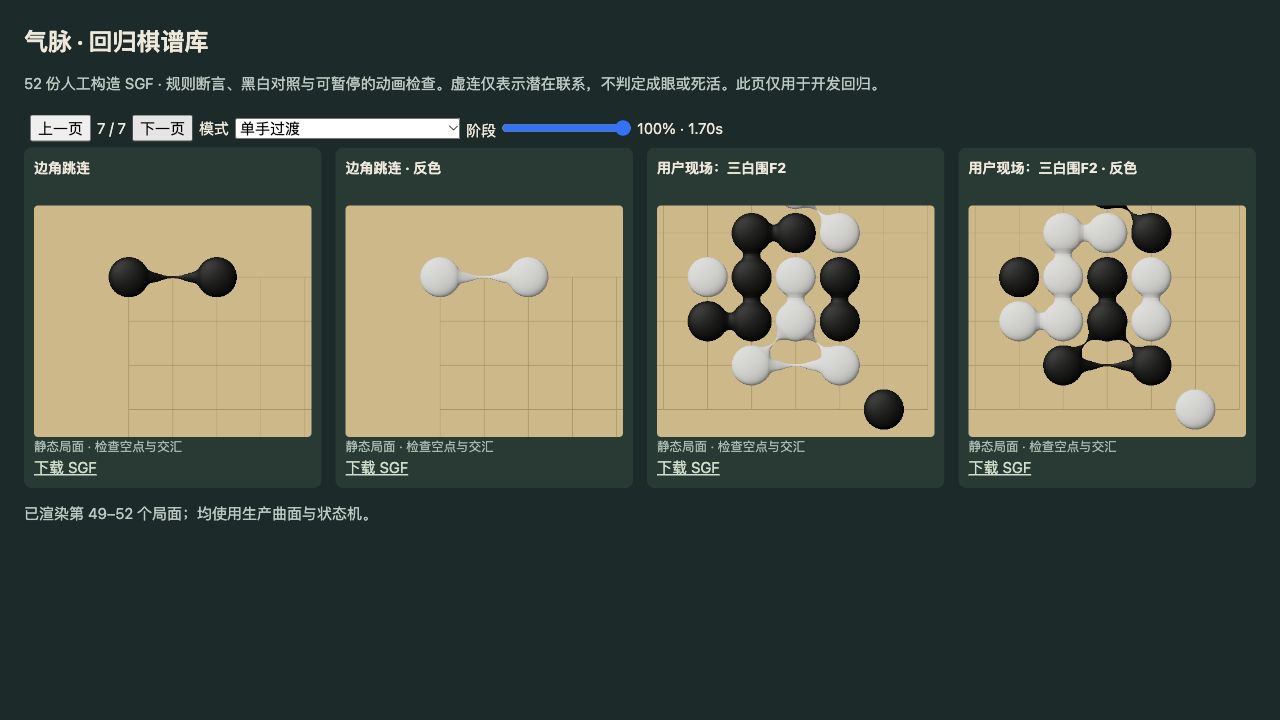 气脉 · 回归棋谱库
52 份人工构造 SGF · 规则断言、黑白对照与可暂停的动画检查。虚连仅表示潜在联系，不判定成眼或死活。此页仅用于开发回归。
上一页 7 / 7 下一页 模式 单手过渡 阶段 100% · 1.70s
边角跳连
静态局面 · 检查空点与交汇
下载 SGF
边角跳连 · 反色
静态局面 · 检查空点与交汇
下载 SGF
用户现场：三白围F2
静态局面 · 检查空点与交汇
下载 SGF
用户现场：三白围F2 · 反色
静态局面 · 检查空点与交汇
下载 SGF
已渲染第 49–52 个局面；均使用生产曲面与状态机。